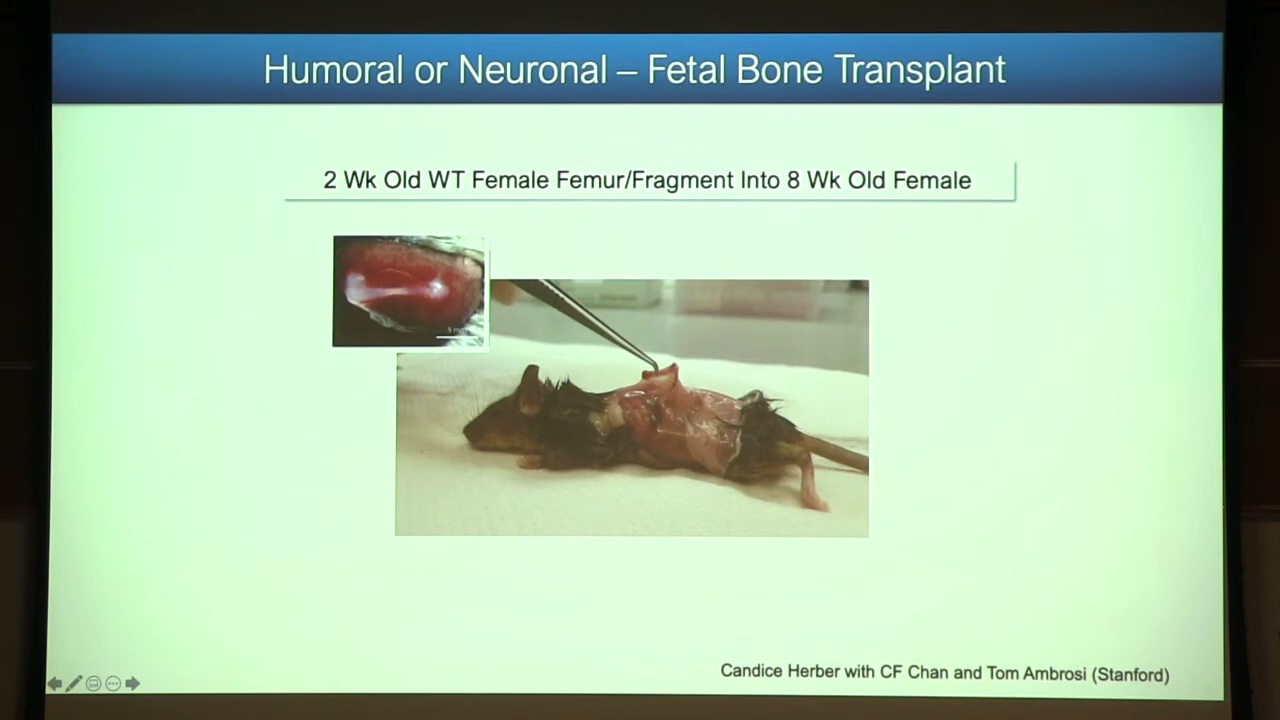 Humoral or Neuronal – Fetal Bone Transplant
2 Wk Old WT Female Femur/Fragment Into 8 Wk Old Female
Candice Herber with CF Chan and Tom Ambrosi (Stanford)